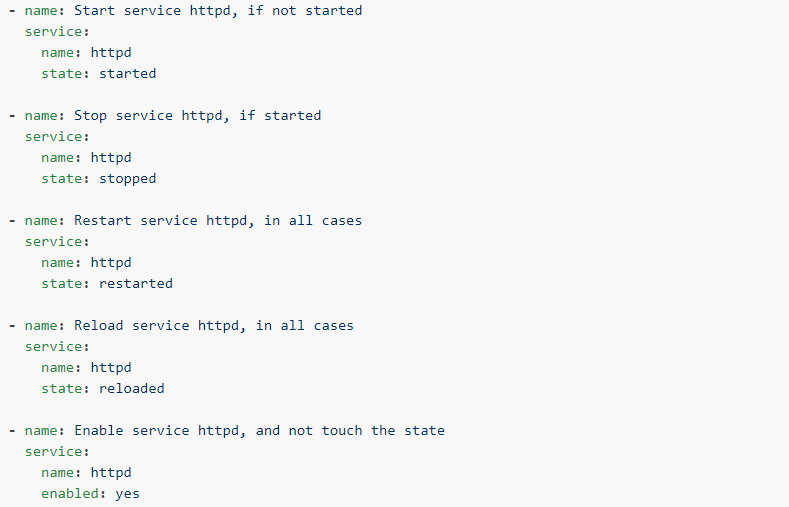 - name: Start service httpd, if not started
  service:
    name: httpd
    state: started

- name: Stop service httpd, if started
  service:
    name: httpd
    state: stopped

- name: Restart service httpd, in all cases
  service:
    name: httpd
    state: restarted

- name: Reload service httpd, in all cases
  service:
    name: httpd
    state: reloaded

- name: Enable service httpd, and not touch the state
  service:
    name: httpd
    enabled: yes